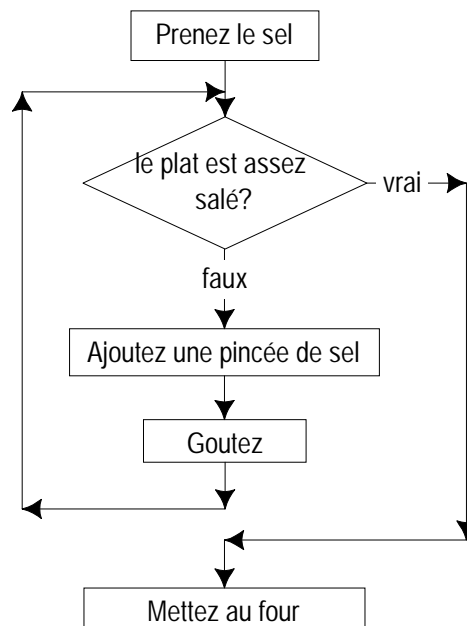 Prenez le sel
le plat est assez
salé?
vrai
faux
Ajoutez une pincée de sel
Goutez
Mettez au four